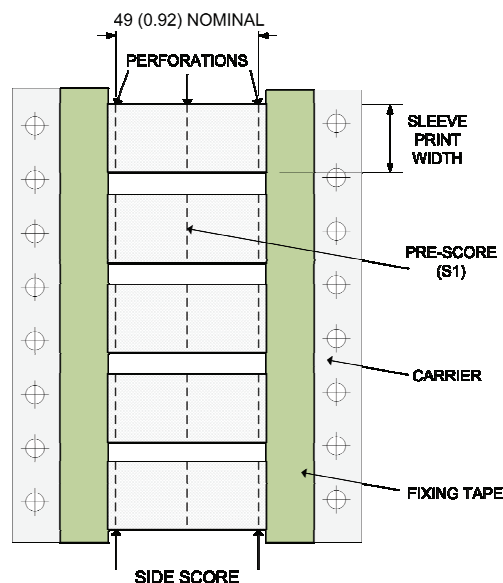 49 (0.92) NOMINAL
PERFORATIONS
SLEEVE
PRINT
WIDTH
PRE-SCORE
(S1)
CARRIER
FIXING TAPE
SIDE SCORE